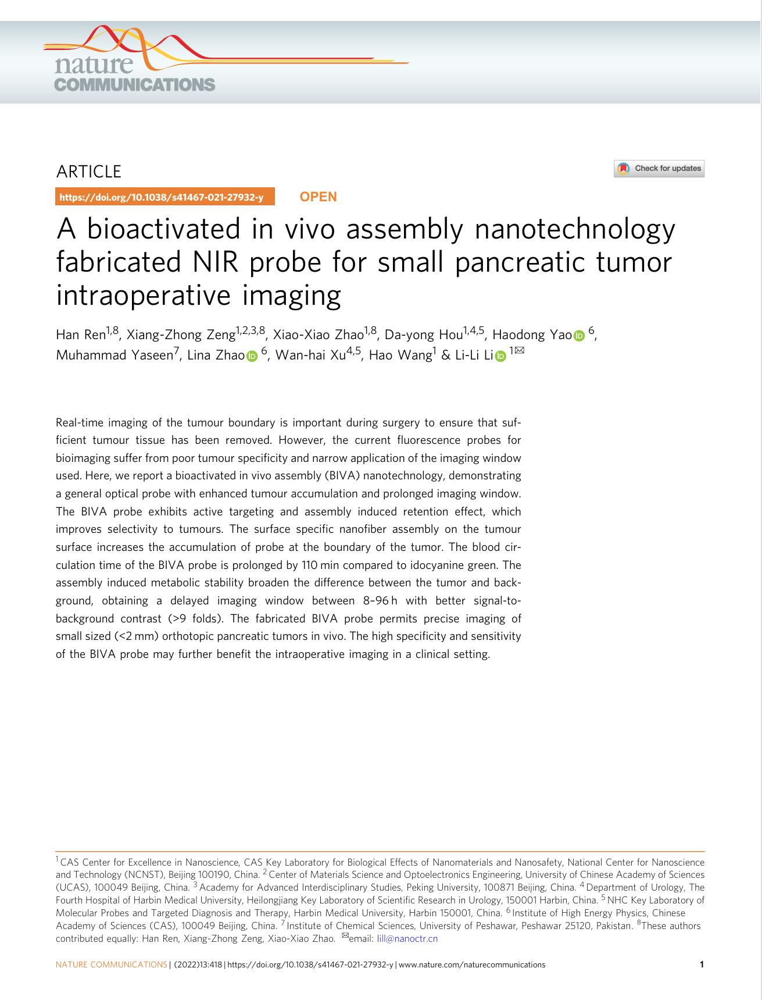 nature
COMMUNICATIONS
ARTICLE
Check for updates
https://doi.org/10.1038/s41467-021-27932-y
OPEN
A bioactivated in vivo assembly nanotechnology
fabricated NIR probe for small pancreatic tumor
intraoperative imaging
Han Ren1,8, Xiang-Zhong Zeng1,2,3,8, Xiao-Xiao Zhao1,8, Da-yong Hou1,4,5, Haodong Yao iD 6,
Muhammad Yaseen7, Lina Zhao iD 6, Wan-hai Xu4,5, Hao Wang1 & Li-Li Li iD 1✉
Real-time imaging of the tumour boundary is important during surgery to ensure that suf-
ficient tumour tissue has been removed. However, the current fluorescence probes for
bioimaging suffer from poor tumour specificity and narrow application of the imaging window
used. Here, we report a bioactivated in vivo assembly (BIVA) nanotechnology, demonstrating
a general optical probe with enhanced tumour accumulation and prolonged imaging window.
The BIVA probe exhibits active targeting and assembly induced retention effect, which
improves selectivity to tumours. The surface specific nanofiber assembly on the tumour
surface increases the accumulation of probe at the boundary of the tumor. The blood cir-
culation time of the BIVA probe is prolonged by 110 min compared to idocyanine green. The
assembly induced metabolic stability broaden the difference between the tumor and back-
ground, obtaining a delayed imaging window between 8–96 h with better signal-to-
background contrast (>9 folds). The fabricated BIVA probe permits precise imaging of
small sized (<2 mm) orthotopic pancreatic tumors in vivo. The high specificity and sensitivity
of the BIVA probe may further benefit the intraoperative imaging in a clinical setting.
1 CAS Center for Excellence in Nanoscience, CAS Key Laboratory for Biological Effects of Nanomaterials and Nanosafety, National Center for Nanoscience
and Technology (NCNST), Beijing 100190, China. 2 Center of Materials Science and Optoelectronics Engineering, University of Chinese Academy of Sciences
(UCAS), 100049 Beijing, China. 3 Academy for Advanced Interdisciplinary Studies, Peking University, 100871 Beijing, China. 4 Department of Urology, The
Fourth Hospital of Harbin Medical University, Heilongjiang Key Laboratory of Scientific Research in Urology, 150001 Harbin, China. 5 NHC Key Laboratory of
Molecular Probes and Targeted Diagnosis and Therapy, Harbin Medical University, Harbin 150001, China. 6 Institute of High Energy Physics, Chinese
Academy of Sciences (CAS), 100049 Beijing, China. 7 Institute of Chemical Sciences, University of Peshawar, Peshawar 25120, Pakistan. 8These authors
contributed equally: Han Ren, Xiang-Zhong Zeng, Xiao-Xiao Zhao. ✉email: lill@nanoctr.cn
NATURE COMMUNICATIONS | (2022)13:418 | https://doi.org/10.1038/s41467-021-27932-y | www.nature.com/naturecommunications 1